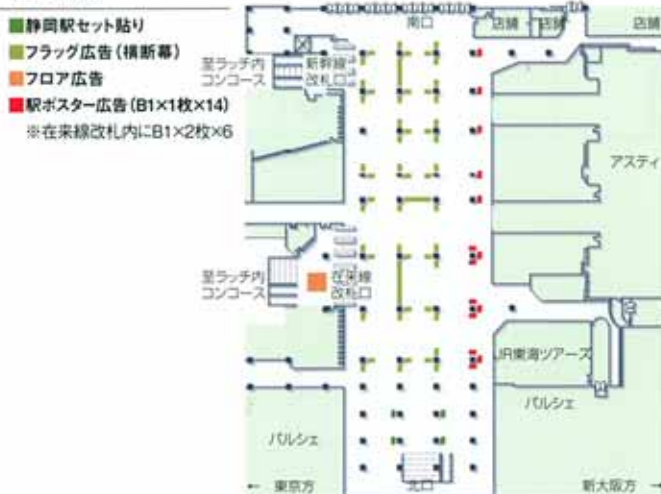 静岡駅セット貼り
フラッグ広告(横断幕)
フロア広告
駅ポスター広告(B1×1枚×14)
※在来線改札内にB1×2枚×6
南口
店舗
店舗
店舗
至ラッチ内
コンコース
新幹線
改札口
アスティ
至ラッチ内
コンコース
在来線
改札口
JR東海ツアーズ
パルシェ
パルシェ
← 東京方
北口
新大阪方 →